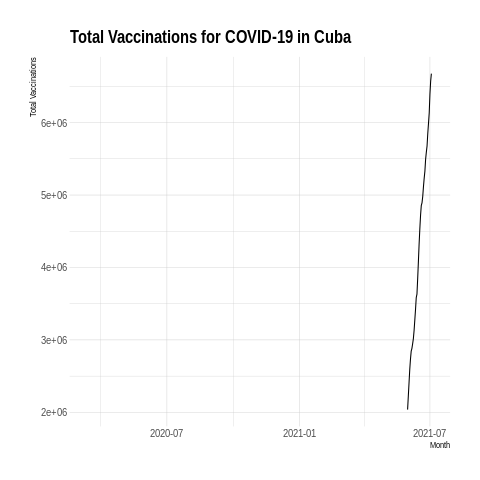 Total Vaccinations for COVID-19 in Cuba
Total Vaccinations
6e+06
5e+06
4e+06
3e+06
2e+06
2020-07
2021-01
2021-07
Month